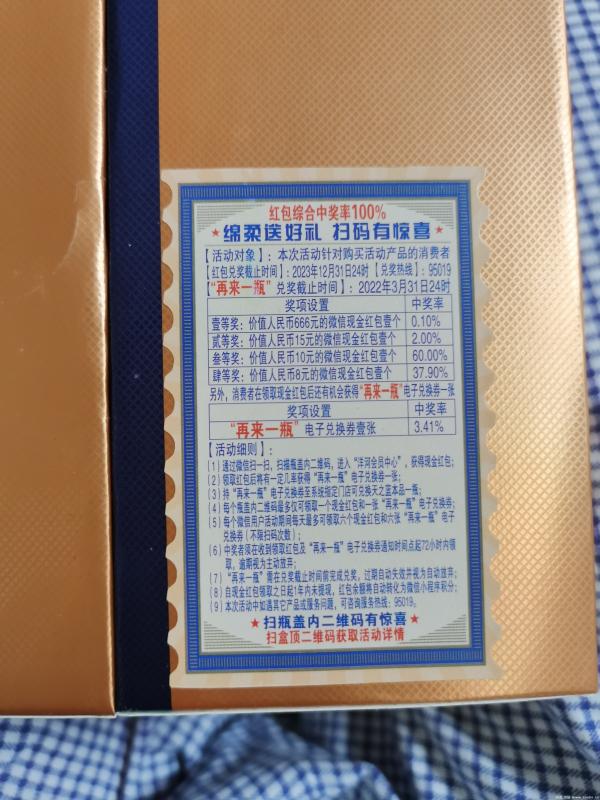 红包综合中奖率100%
★绵柔送好礼 扫码有惊喜★
【活动对象】：本次活动针对购买活动产品的消费者
【红包兑奖截止时间】：2023年12月31日24时【兑奖热线】：95019
【“再来一瓶”兑奖截止时间】：2022年3月31日24时
奖项设置 中奖率
壹等奖：价值人民币666元的微信现金红包壹个 0.10%
贰等奖：价值人民币15元的微信现金红包壹个 2.00%
叁等奖：价值人民币10元的微信现金红包壹个 60.00%
肆等奖：价值人民币8元的微信现金红包壹个 37.90%
另外，消费者在领取现金红包后还有机会获得“再来一瓶”电子兑换券一张
奖项设置 中奖率
“再来一瓶”电子兑换券壹张 3.41%
【活动细则】：
(1) 通过微信扫一扫，扫描瓶盖内二维码，进入“洋河会员中心”，获得现金红包；
(2) 领取红包后将有一定几率获得“再来一瓶”电子兑换券一张；
(3) 持“再来一瓶”电子兑换券至系统指定门店可兑换天之蓝本品一瓶；
(4) 每个瓶盖内二维码最多仅可领取一个现金红包和一张“再来一瓶”电子兑换券；
(5) 每个微信用户活动期间每天最多可领取六个现金红包和六张“再来一瓶”电子
兑换券（不限扫码次数）；
(6) 中奖者须在收到领取红包及“再来一瓶”电子兑换券通知时间点起72小时内领
取，逾期视为主动放弃；
(7) “再来一瓶”需在兑奖截止时间前完成兑奖，过期自动失效并视为自动放弃；
(8) 自现金红包领取之日起1年内未提现，红包余额将自动转化为微信小程序积分；
(9) 本次活动中如遇其它产品或服务问题，可咨询服务热线：95019。
★扫瓶盖内二维码有惊喜★
扫盒顶二维码获取活动详情